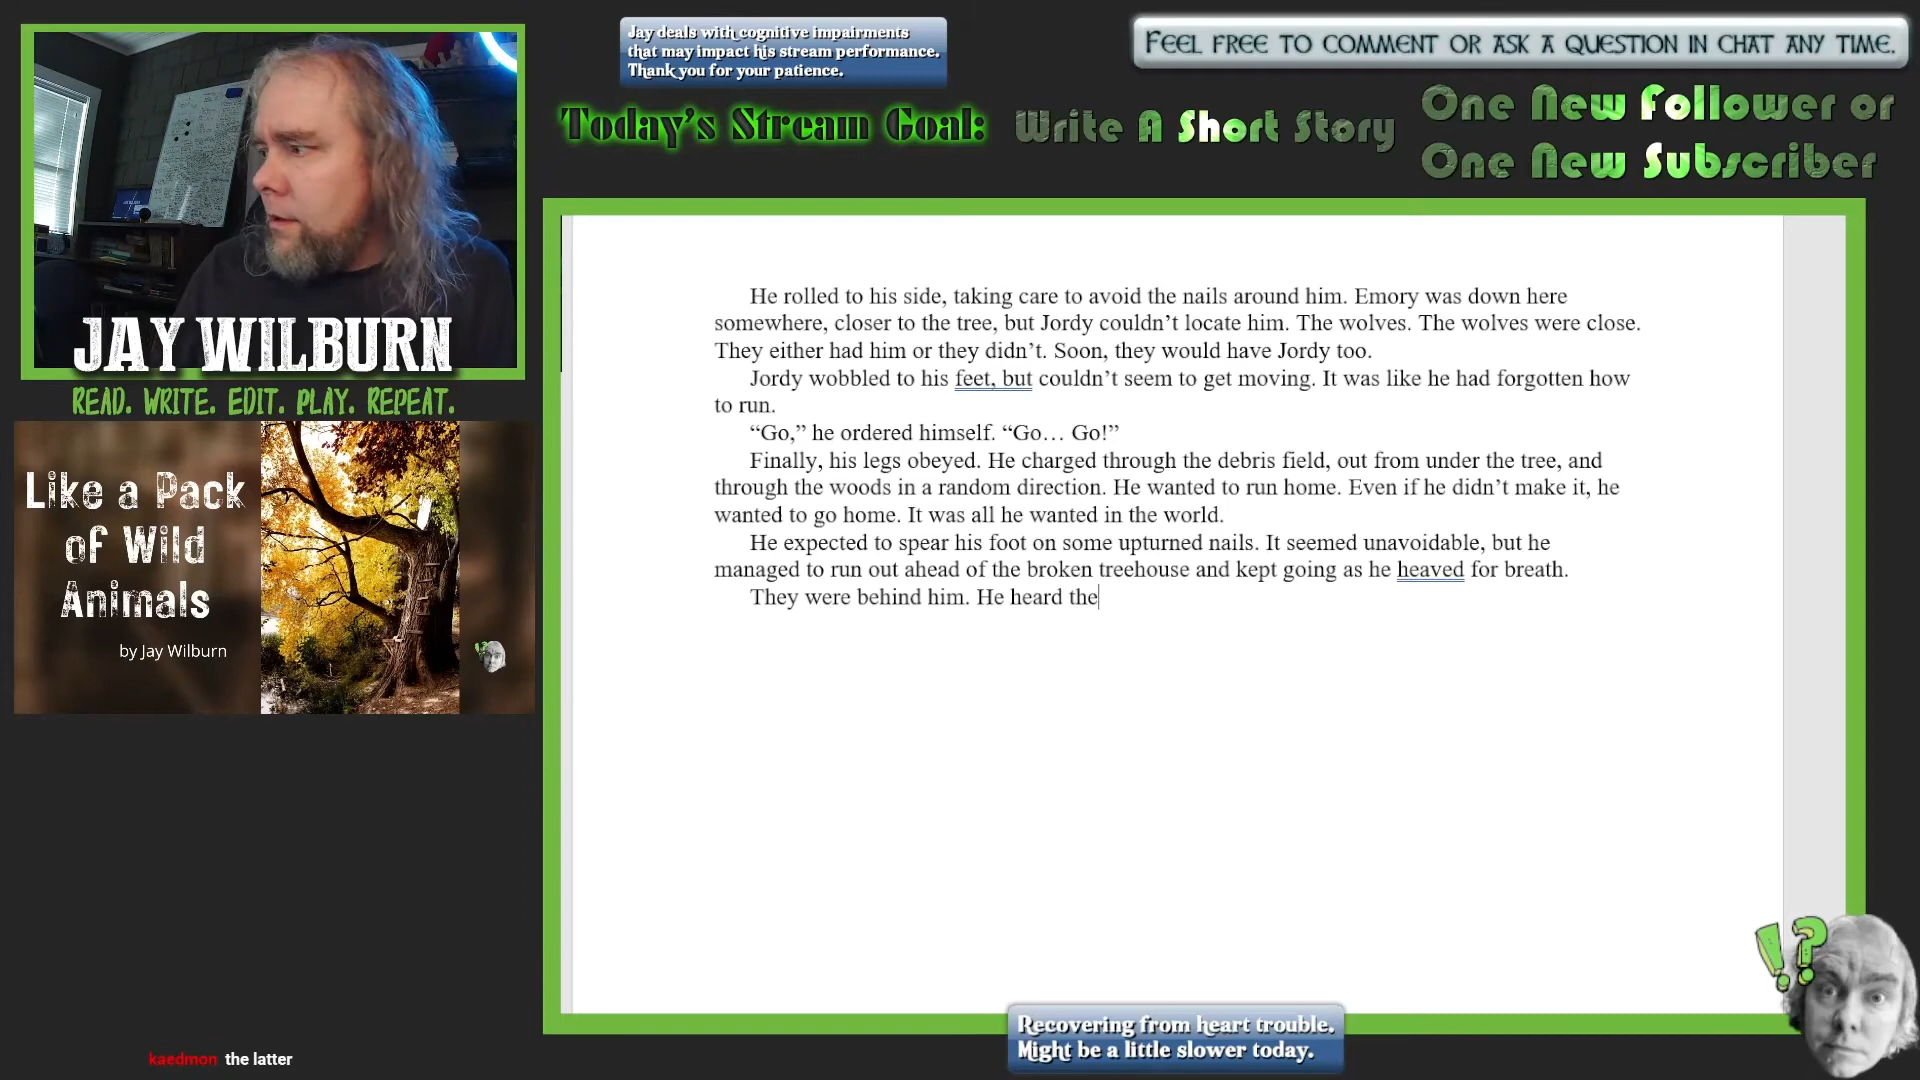 Jay deals with cognitive impairments
that may impact his stream performance.
Thank you for your patience.
Feel free to comment or ask a question in chat any time.
Today's Stream Goal:
Write A Short Story
One New Follower or
One New Subscriber
JAY WILBURN
READ. WRITE. EDIT. PLAY. REPEAT.
Like a Pack
of Wild
Animals
by Jay Wilburn
He rolled to his side, taking care to avoid the nails around him. Emory was down here
somewhere, closer to the tree, but Jordy couldn’t locate him. The wolves. The wolves were close.
They either had him or they didn’t. Soon, they would have Jordy too.
Jordy wobbled to his feet, but couldn’t seem to get moving. It was like he had forgotten how
to run.
“Go,” he ordered himself. “Go… Go!”
Finally, his legs obeyed. He charged through the debris field, out from under the tree, and
through the woods in a random direction. He wanted to run home. Even if he didn’t make it, he
wanted to go home. It was all he wanted in the world.
He expected to spear his foot on some upturned nails. It seemed unavoidable, but he
managed to run out ahead of the broken treehouse and kept going as he heaved for breath.
They were behind him. He heard the
!?
Recovering from heart trouble.
Might be a little slower today.
kaedmon the latter